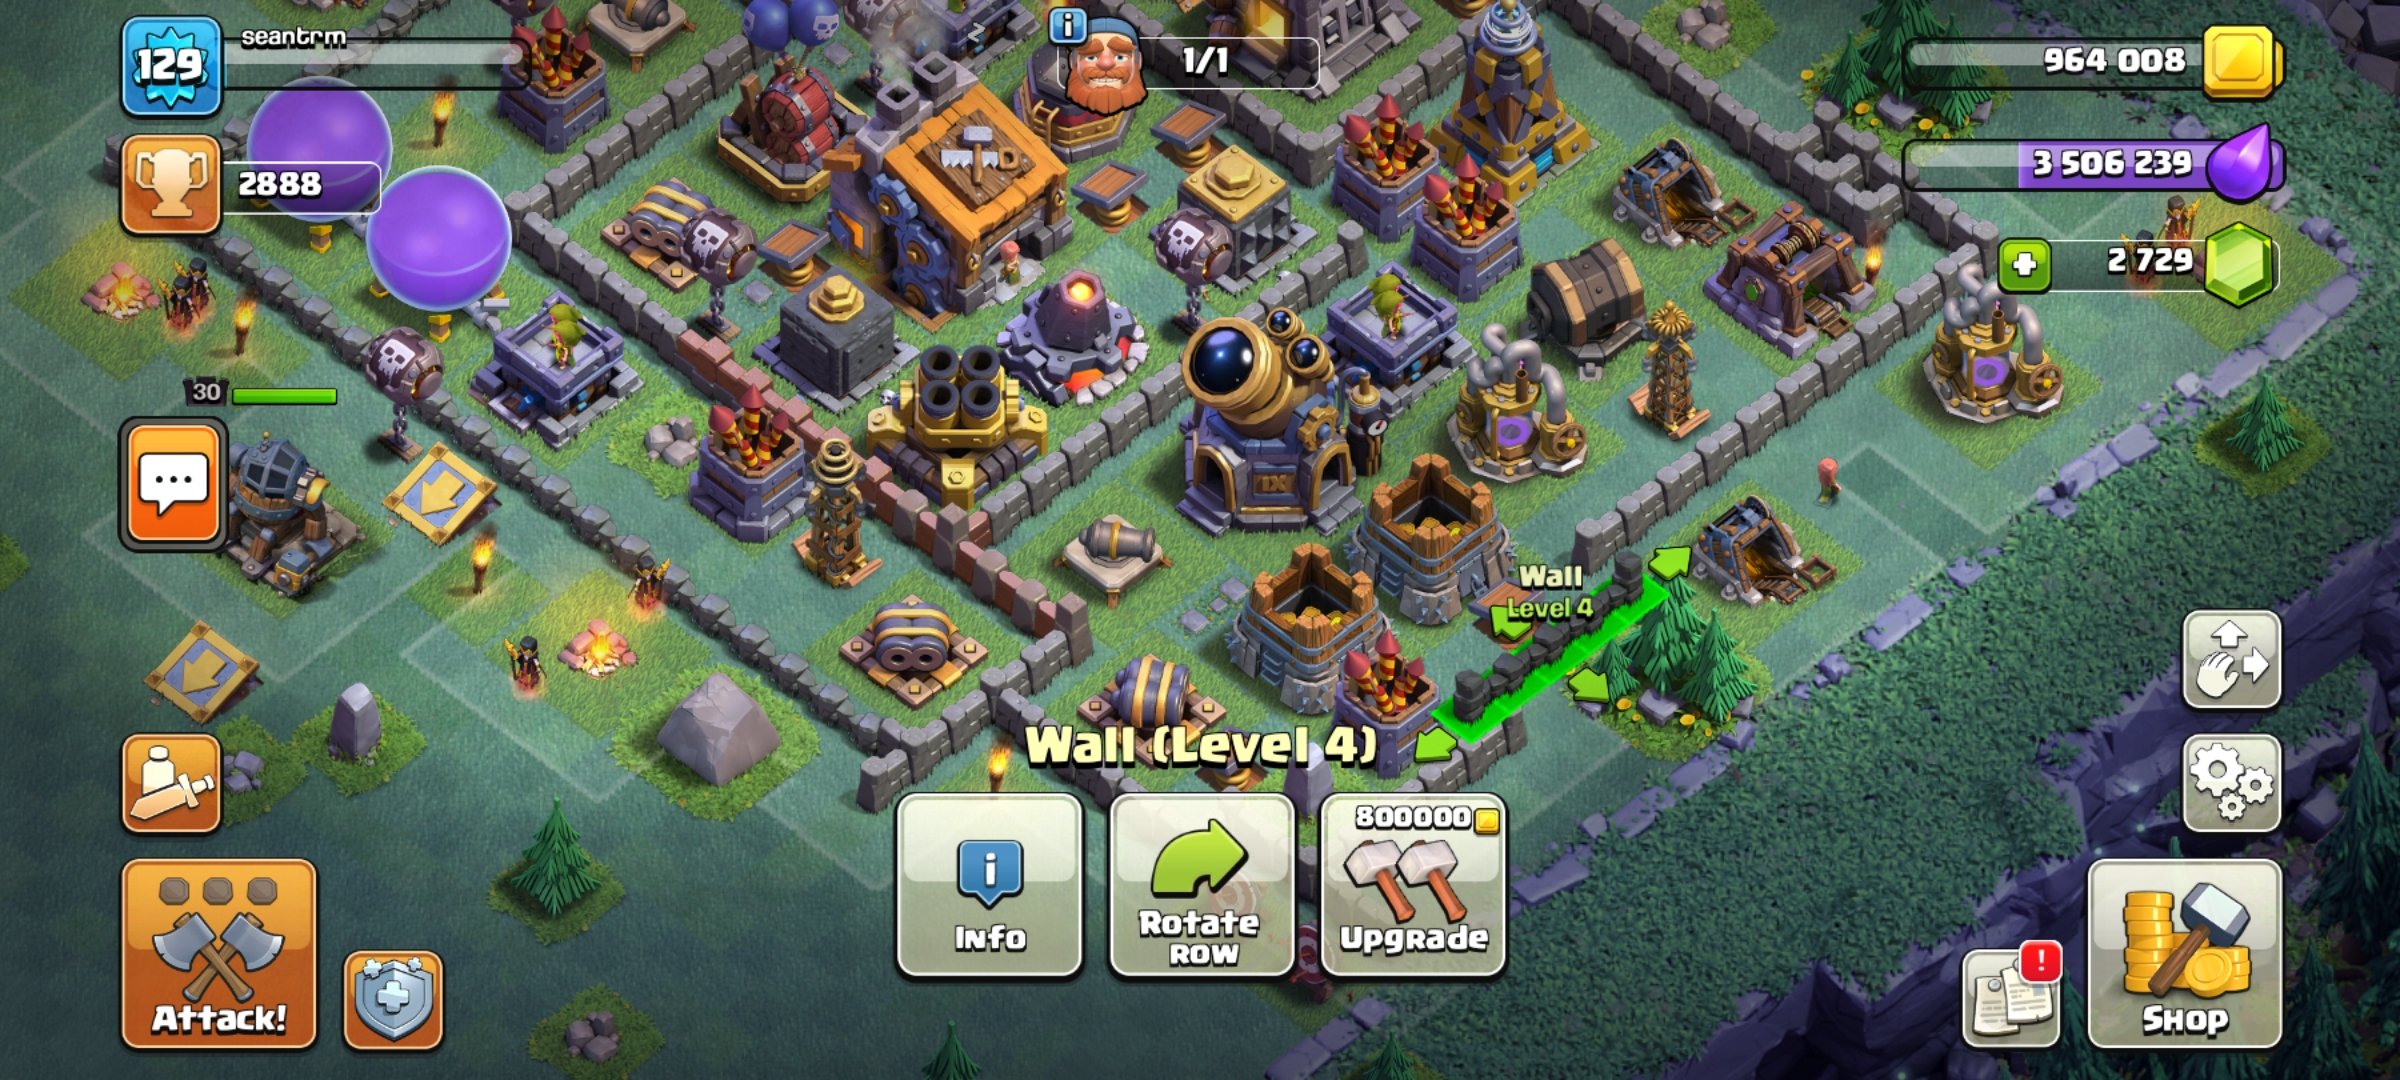 129
seantrm
1/1
964 008
2888
3 506 239
2 729
30
Wall
Level 4
Wall (Level 4)
800000
Info
Rotate
Row
Upgrade
Attack!
!
Shop